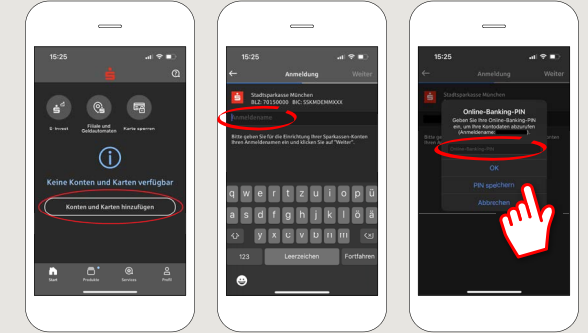 15:25
E-Invest
Filiale und
Geldautomaten
Karte sperren
Keine Konten und Karten verfügbar
Konten und Karten hinzufügen
Start
Produkte
Services
Profil
15:25
Anmeldung
Weiter
Stadtsparkasse München
BLZ: 70150000 BIC: SSKMDEMMXXX
Anmeldename
Bitte geben Sie für die Einrichtung Ihrer Sparkassen-Konten
Ihren Anmeldenamen ein und klicken Sie auf "Weiter".
q w e r t z u i o p ü
a s d f g h j k l ö ä
y x c v b n m
123
Leerzeichen
Fortfahren
15:25
Anmeldung
Weiter
Stadtsparkasse München
Online-Banking-PIN
Geben Sie Ihre Online-Banking-PIN
ein, um Ihre Kontodaten abzurufen
(Anmeldename:
Online-Banking-PIN
OK
PIN speichern
Abbrechen